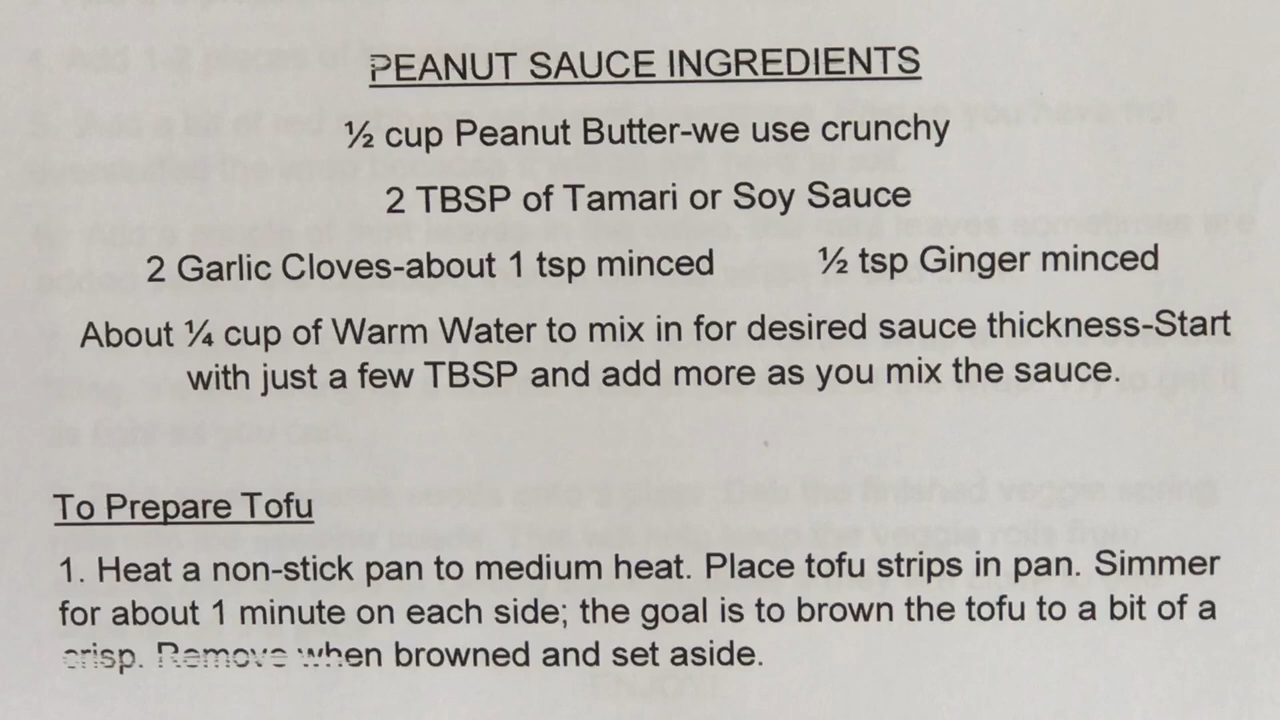 PEANUT SAUCE INGREDIENTS
½ cup Peanut Butter-we use crunchy
2 TBSP of Tamari or Soy Sauce
2 Garlic Cloves-about 1 tsp minced ½ tsp Ginger minced
About ¼ cup of Warm Water to mix in for desired sauce thickness-Start
with just a few TBSP and add more as you mix the sauce.
To Prepare Tofu
1. Heat a non-stick pan to medium heat. Place tofu strips in pan. Simmer
for about 1 minute on each side; the goal is to brown the tofu to a bit of a
crisp. Remove when browned and set aside.